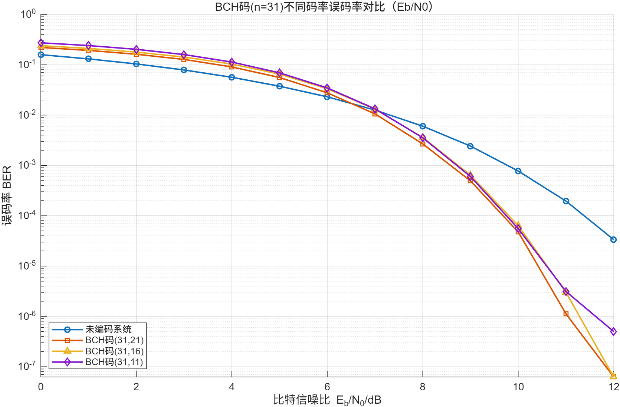 BCH码(n=31)不同码率误码率对比（Eb/N0）
10⁰
10⁻¹
10⁻²
10⁻³
10⁻⁴
10⁻⁵
10⁻⁶
10⁻⁷
误码率 BER
未编码系统
BCH码(31,21)
BCH码(31,16)
BCH码(31,11)
0 2 4 6 8 10 12
比特信噪比 E_b/N_0/dB